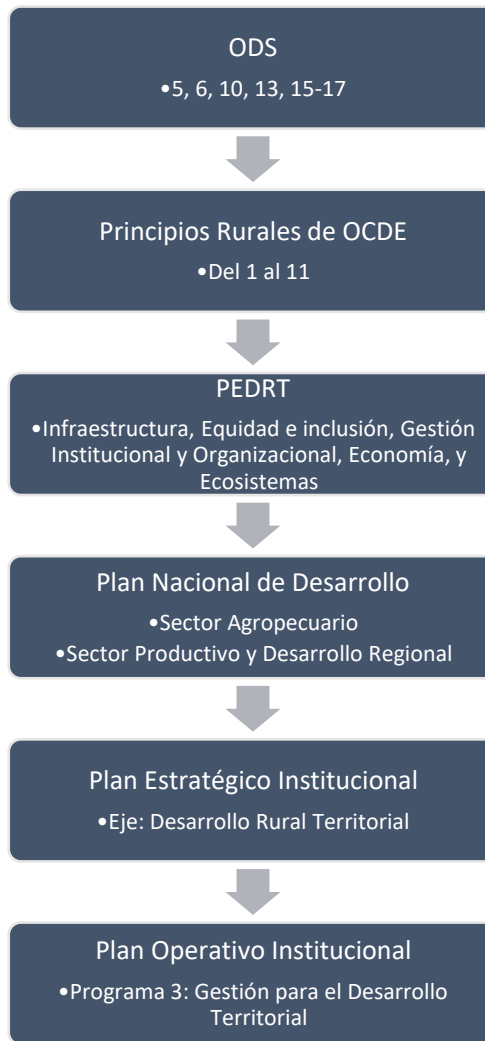 ODS
•5, 6, 10, 13, 15-17
Principios Rurales de OCDE
•Del 1 al 11
PEDRT
•Infraestructura, Equidad e inclusión, Gestión
Institucional y Organizacional, Economía, y
Ecosistemas
Plan Nacional de Desarrollo
•Sector Agropecuario
•Sector Productivo y Desarrollo Regional
Plan Estratégico Institucional
•Eje: Desarrollo Rural Territorial
Plan Operativo Institucional
•Programa 3: Gestión para el Desarrollo
Territorial